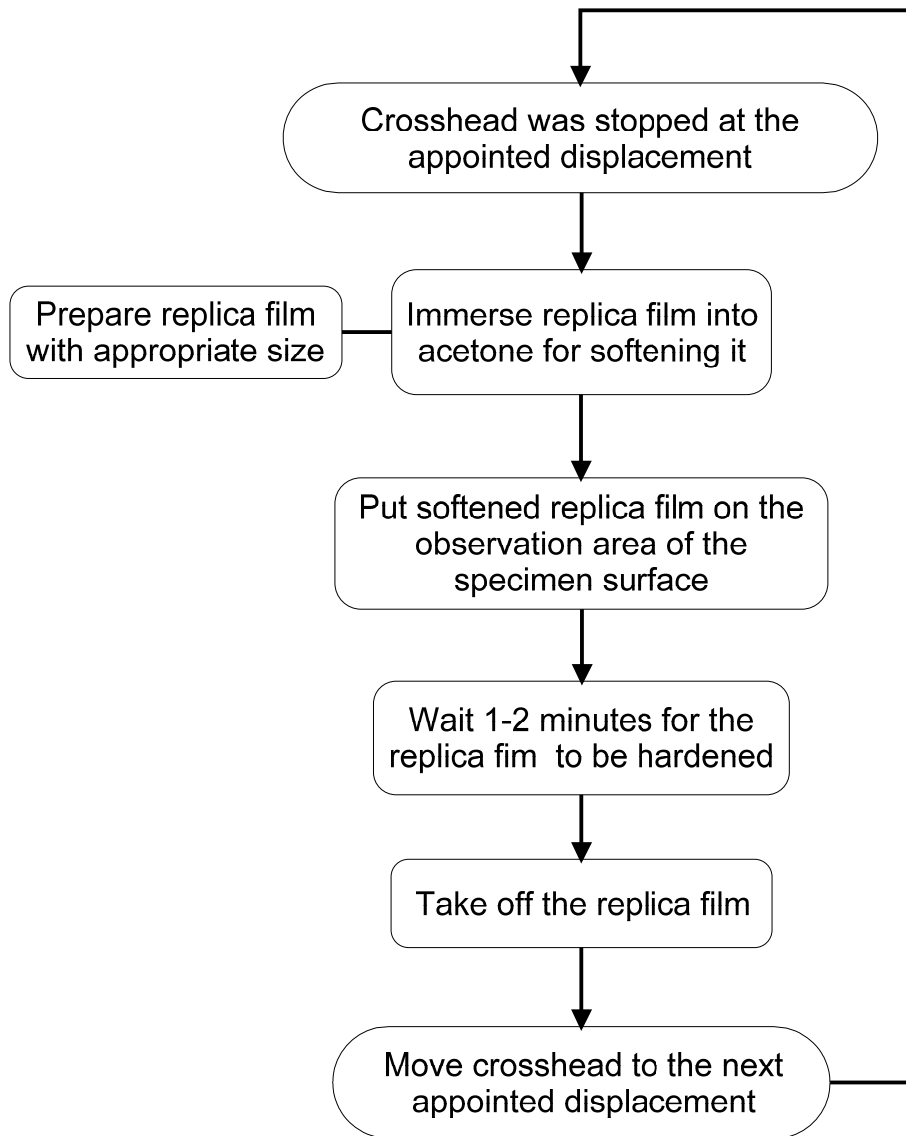 Crosshead was stopped at the
appointed displacement
Prepare replica film
with appropriate size
Immerse replica film into
acetone for softening it
Put softened replica film on the
observation area of the
specimen surface
Wait 1-2 minutes for the
replica fim  to be hardened
Take off the replica film
Move crosshead to the next
appointed displacement